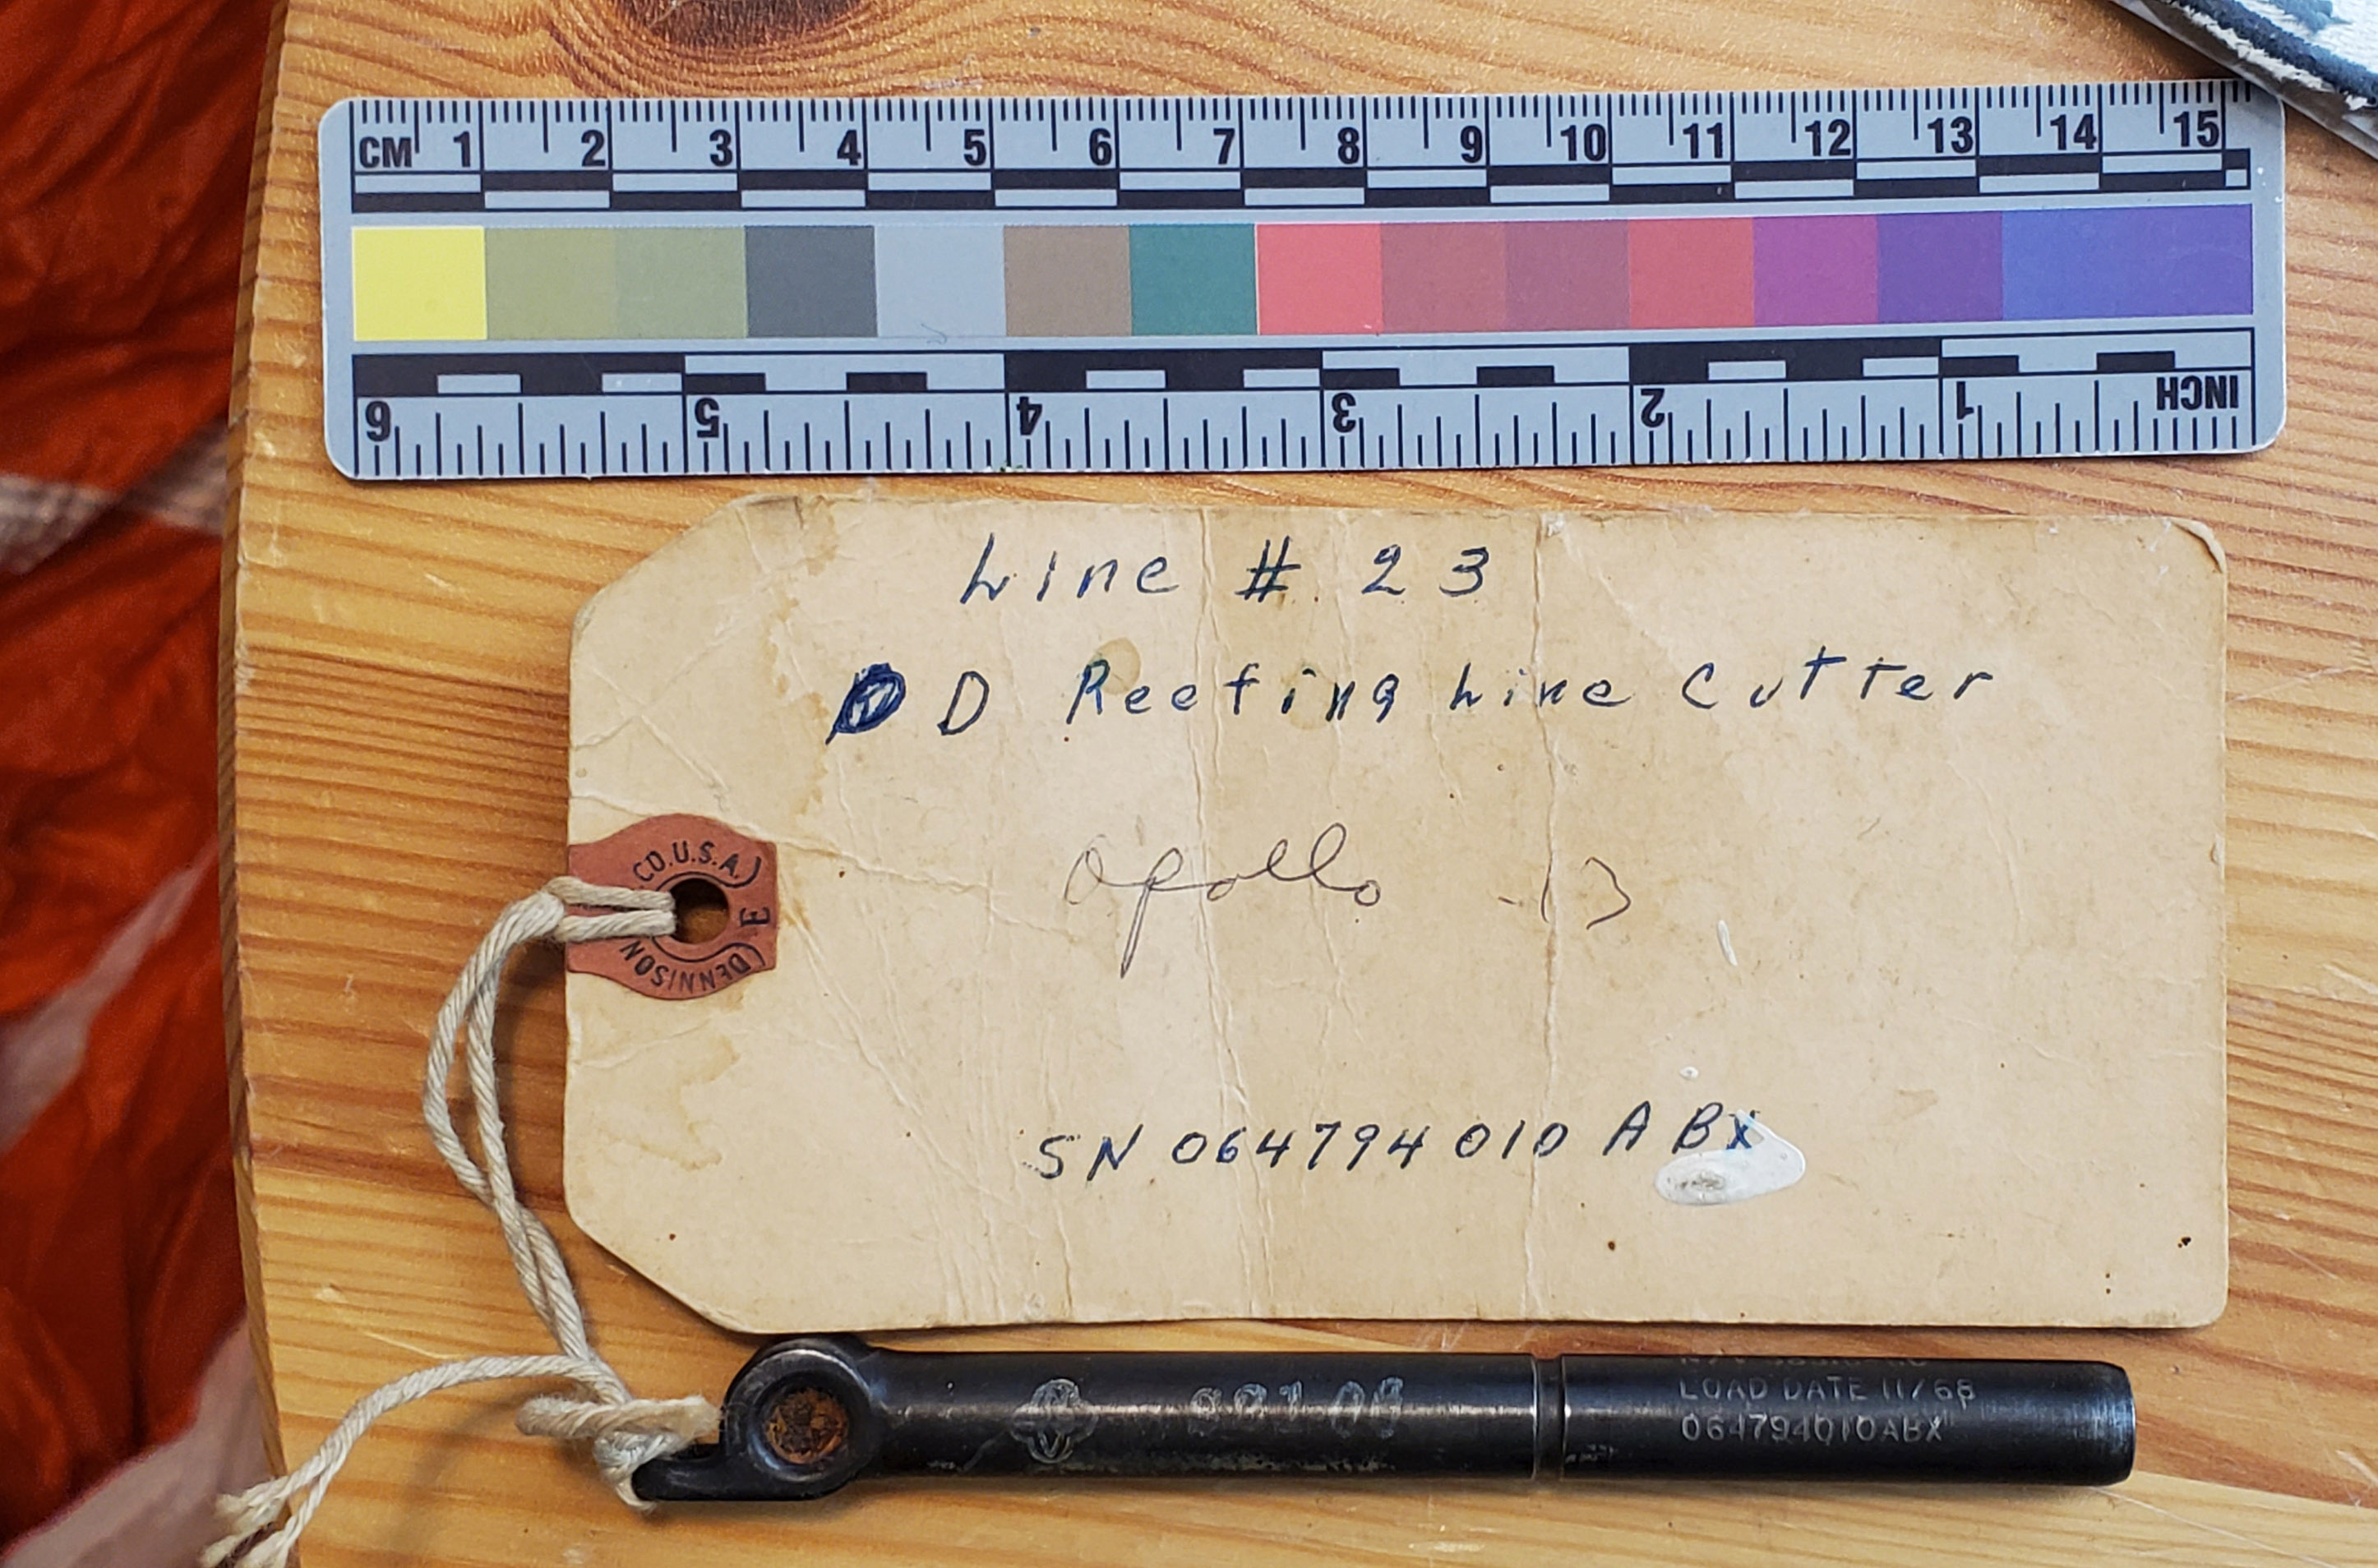 CM 1 2 3 4 5 6 7 8 9 10 11 12 13 14 15
6 5 4 3 2 1 INCH
Line # 23
D Reefing Line Cutter
Apollo -13
CO. U.S.A.)
(DENNISON
SN 064794010 ABX
LOAD DATE 11/68
064794010ABX